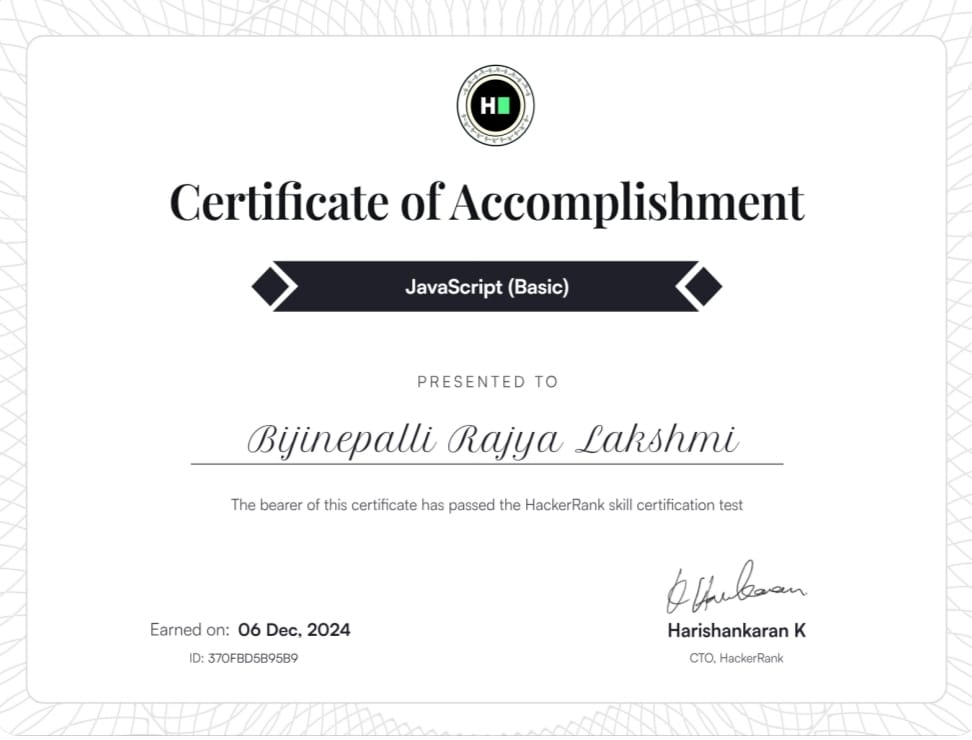 H
Certificate of Accomplishment
JavaScript (Basic)
PRESENTED TO
Bijinepalli Rajya Lakshmi
The bearer of this certificate has passed the HackerRank skill certification test
Earned on: 06 Dec, 2024
ID: 370FBD5B95B9
Harishankaran K
CTO, HackerRank